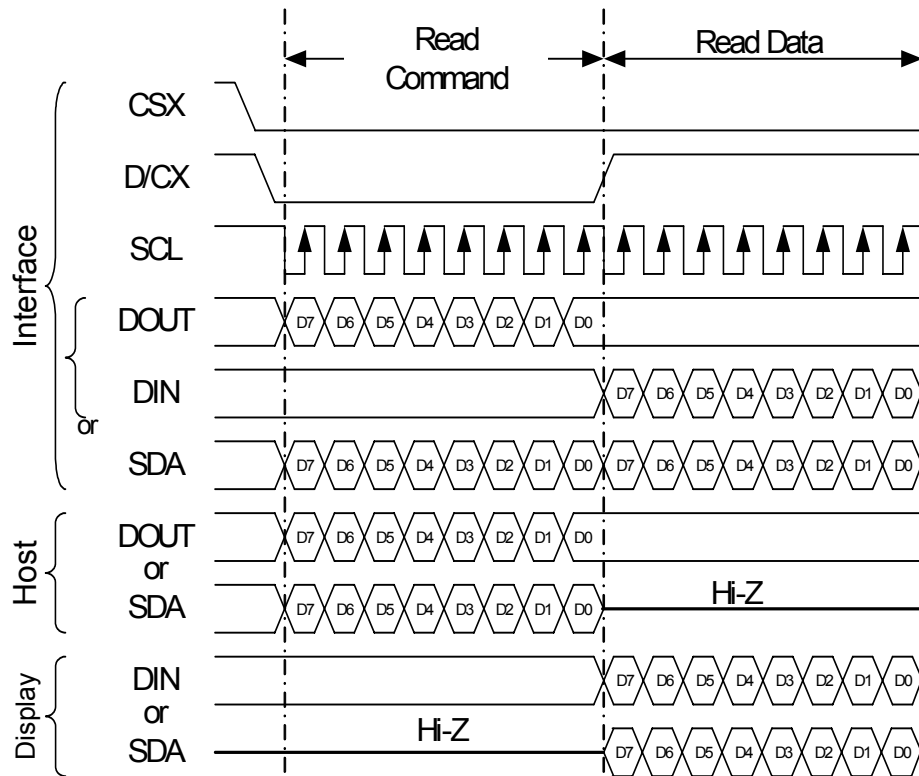 Read
Command
Read Data
Interface
CSX
D/CX
SCL
DOUT
D7 D6 D5 D4 D3 D2 D1 D0
DIN
D7 D6 D5 D4 D3 D2 D1 D0
or
SDA
D7 D6 D5 D4 D3 D2 D1 D0 D7 D6 D5 D4 D3 D2 D1 D0
Host
DOUT
D7 D6 D5 D4 D3 D2 D1 D0
or
SDA
D7 D6 D5 D4 D3 D2 D1 D0
Hi-Z
Display
DIN
D7 D6 D5 D4 D3 D2 D1 D0
or
SDA
Hi-Z
D7 D6 D5 D4 D3 D2 D1 D0